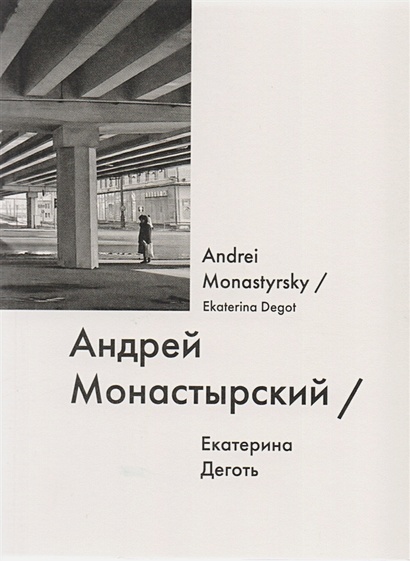 Andrei
Monastyrsky /
Ekaterina Degot
Андрей
Монастырский /
Екатерина
Деготь